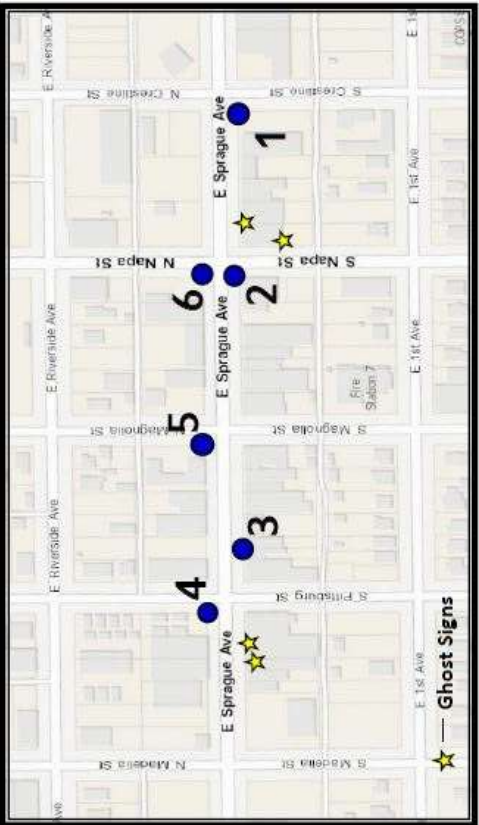 Ave
E Riverside Ave
E Riverside Ave
E Riverside A
N Madelia St
N Magnolia St
N Napa St
N Crestline St
4
5
6
E Sprague Ave
E Sprague Ave
E Sprague Ave
3
2
1
S Madelia St
S Pittsburg St
S Magnolia St
S Napa St
S Crestline St
Fire
Station 7
E 1st Ave
E 1st Ave
E 1st Ave
E 1s
— Ghost Signs